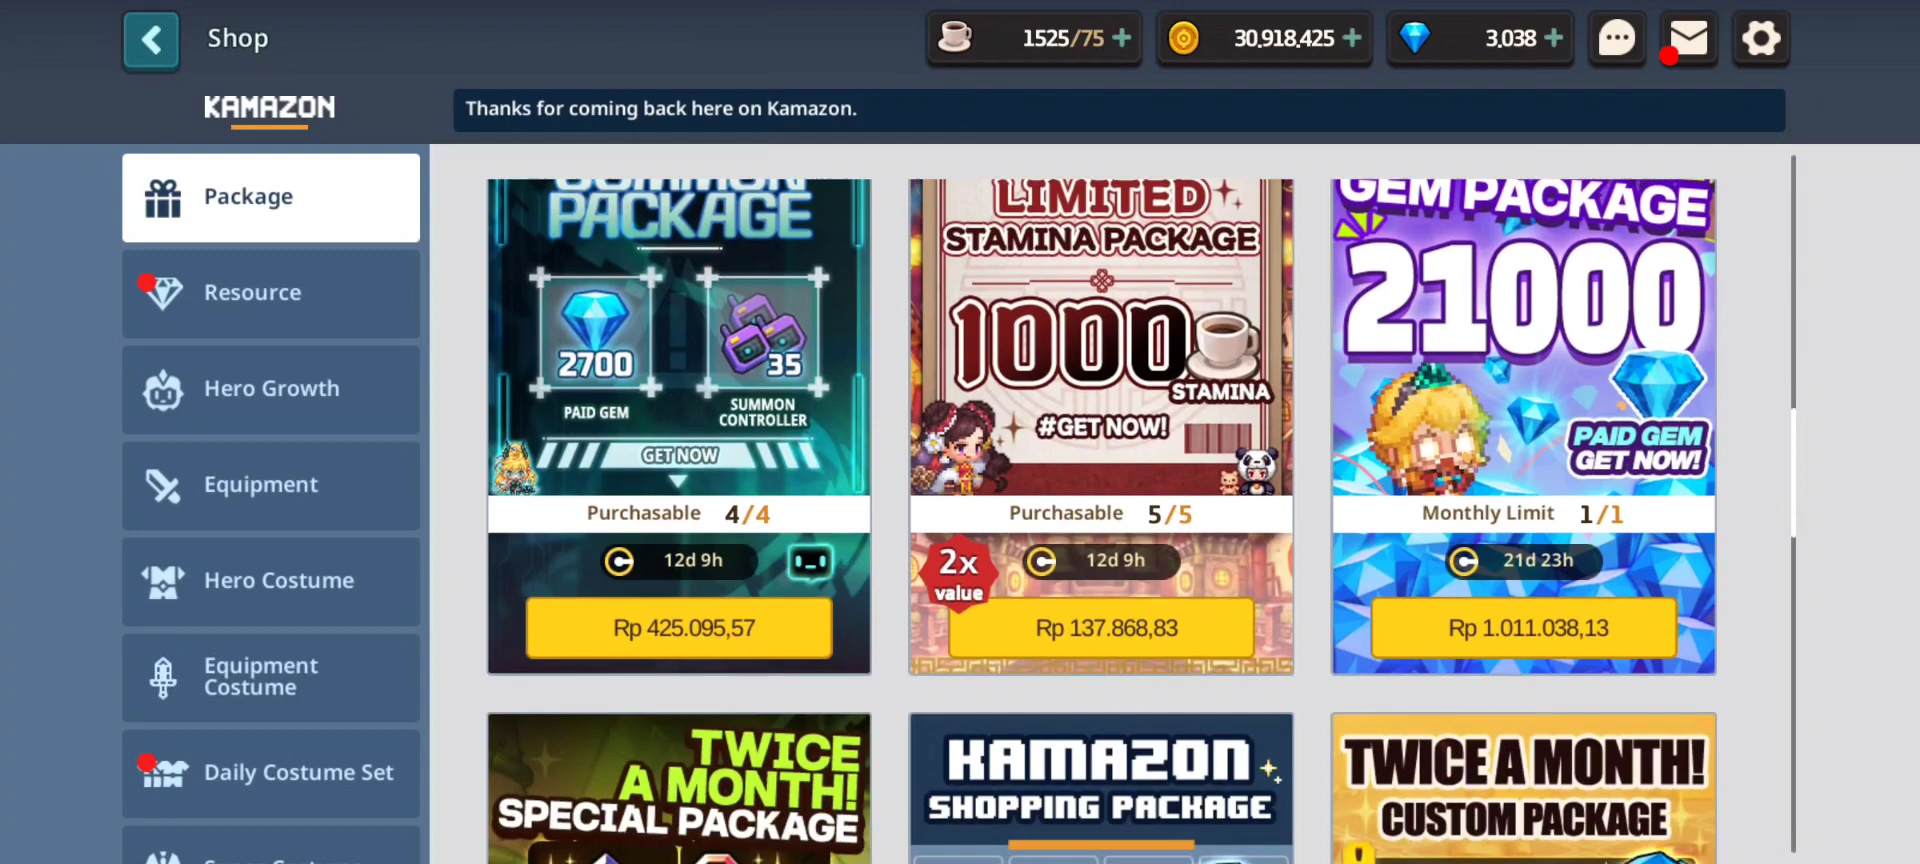 Shop
1525/75
30,918,425
3,038
KAMAZON
Thanks for coming back here on Kamazon.
Package
Resource
Hero Growth
Equipment
Hero Costume
Equipment
Costume
Daily Costume Set
SUMMON
PACKAGE
2700
35
PAID GEM
SUMMON
CONTROLLER
GET NOW
Purchasable 4/4
12d 9h
Rp 425.095,57
LIMITED
STAMINA PACKAGE
1000
STAMINA
#GET NOW!
Purchasable 5/5
2x
value
12d 9h
Rp 137.868,83
GEM PACKAGE
21000
PAID GEM
GET NOW!
Monthly Limit 1/1
21d 23h
Rp 1.011.038,13
TWICE
A MONTH!
SPECIAL PACKAGE
KAMAZON
SHOPPING PACKAGE
TWICE A MONTH!
CUSTOM PACKAGE